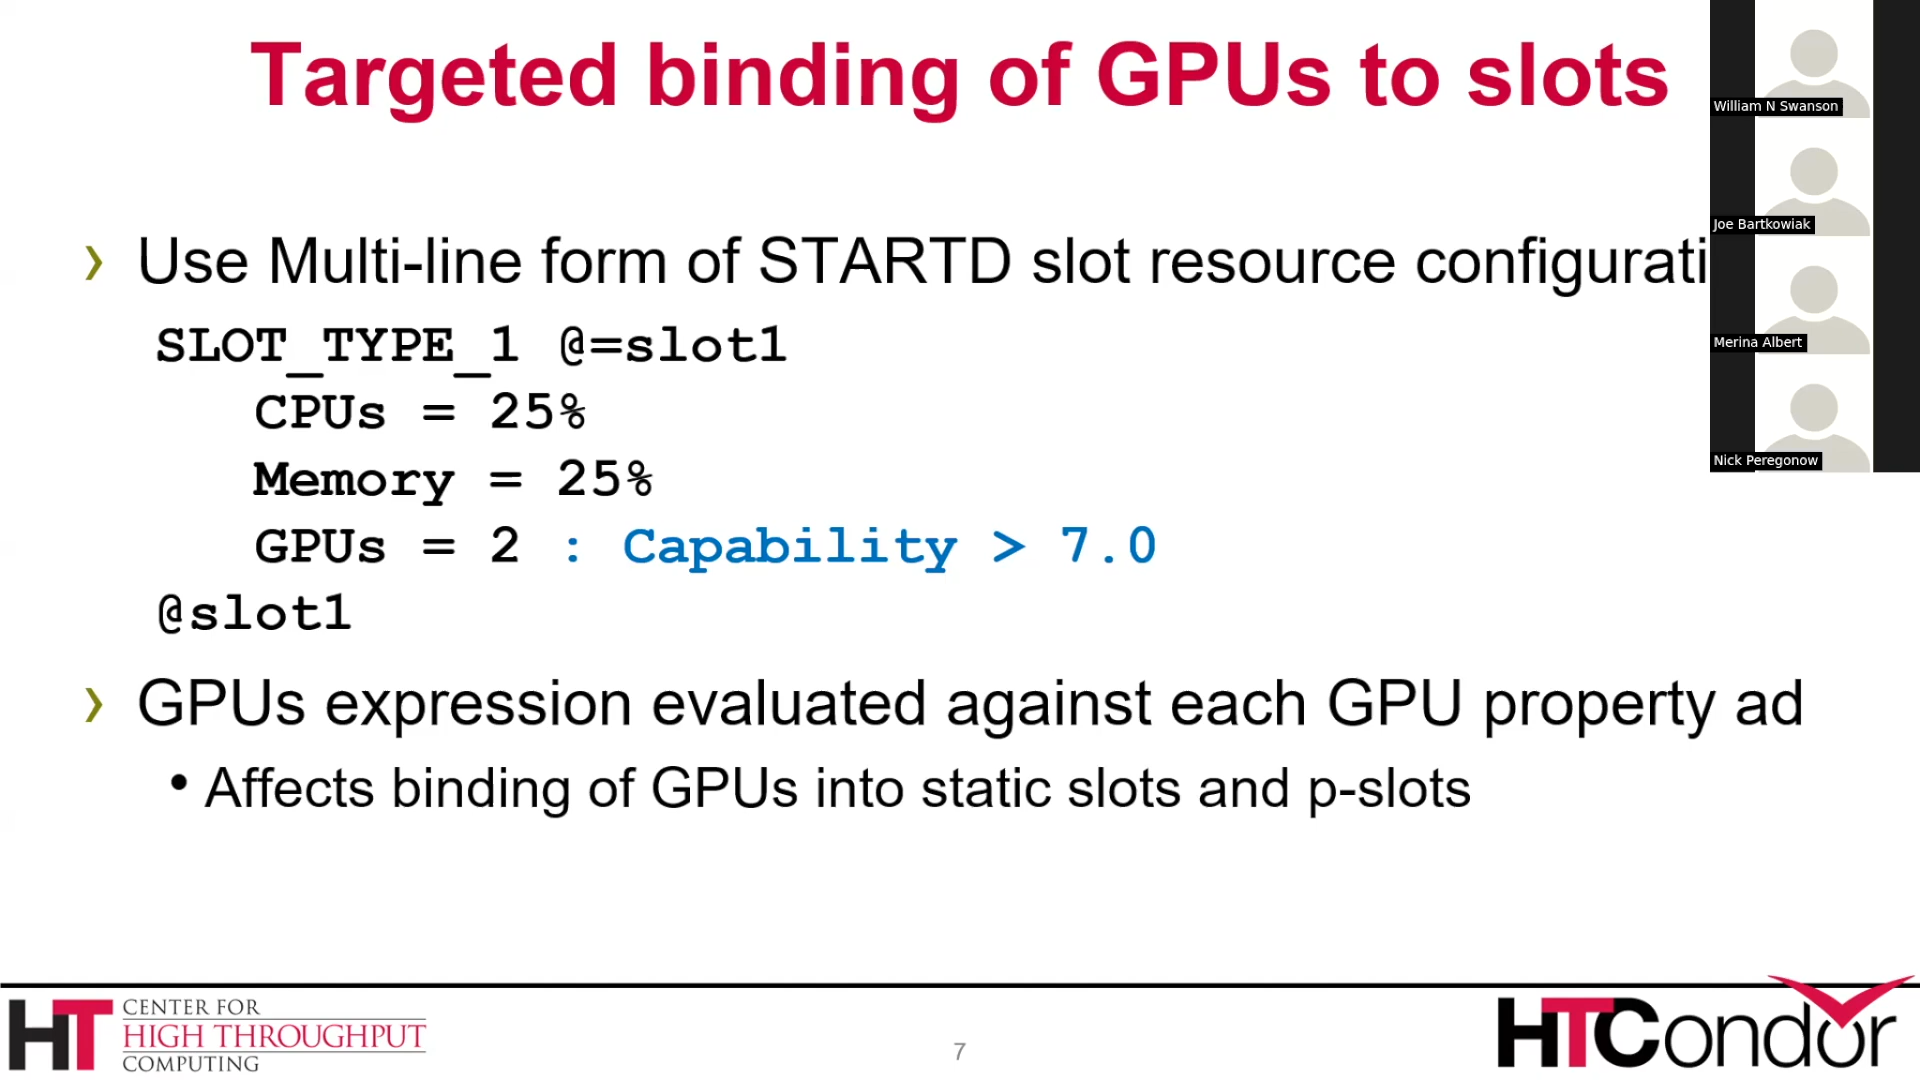 Targeted binding of GPUs to slots
› Use Multi-line form of STARTD slot resource configurati
SLOT_TYPE_1 @=slot1
CPUs = 25%
Memory = 25%
GPUs = 2 : Capability > 7.0
@slot1
› GPUs expression evaluated against each GPU property ad
• Affects binding of GPUs into static slots and p-slots
William N Swanson
Joe Bartkowiak
Merina Albert
Nick Peregonow
HT CENTER FOR
HIGH THROUGHPUT
COMPUTING
7
HTCondor